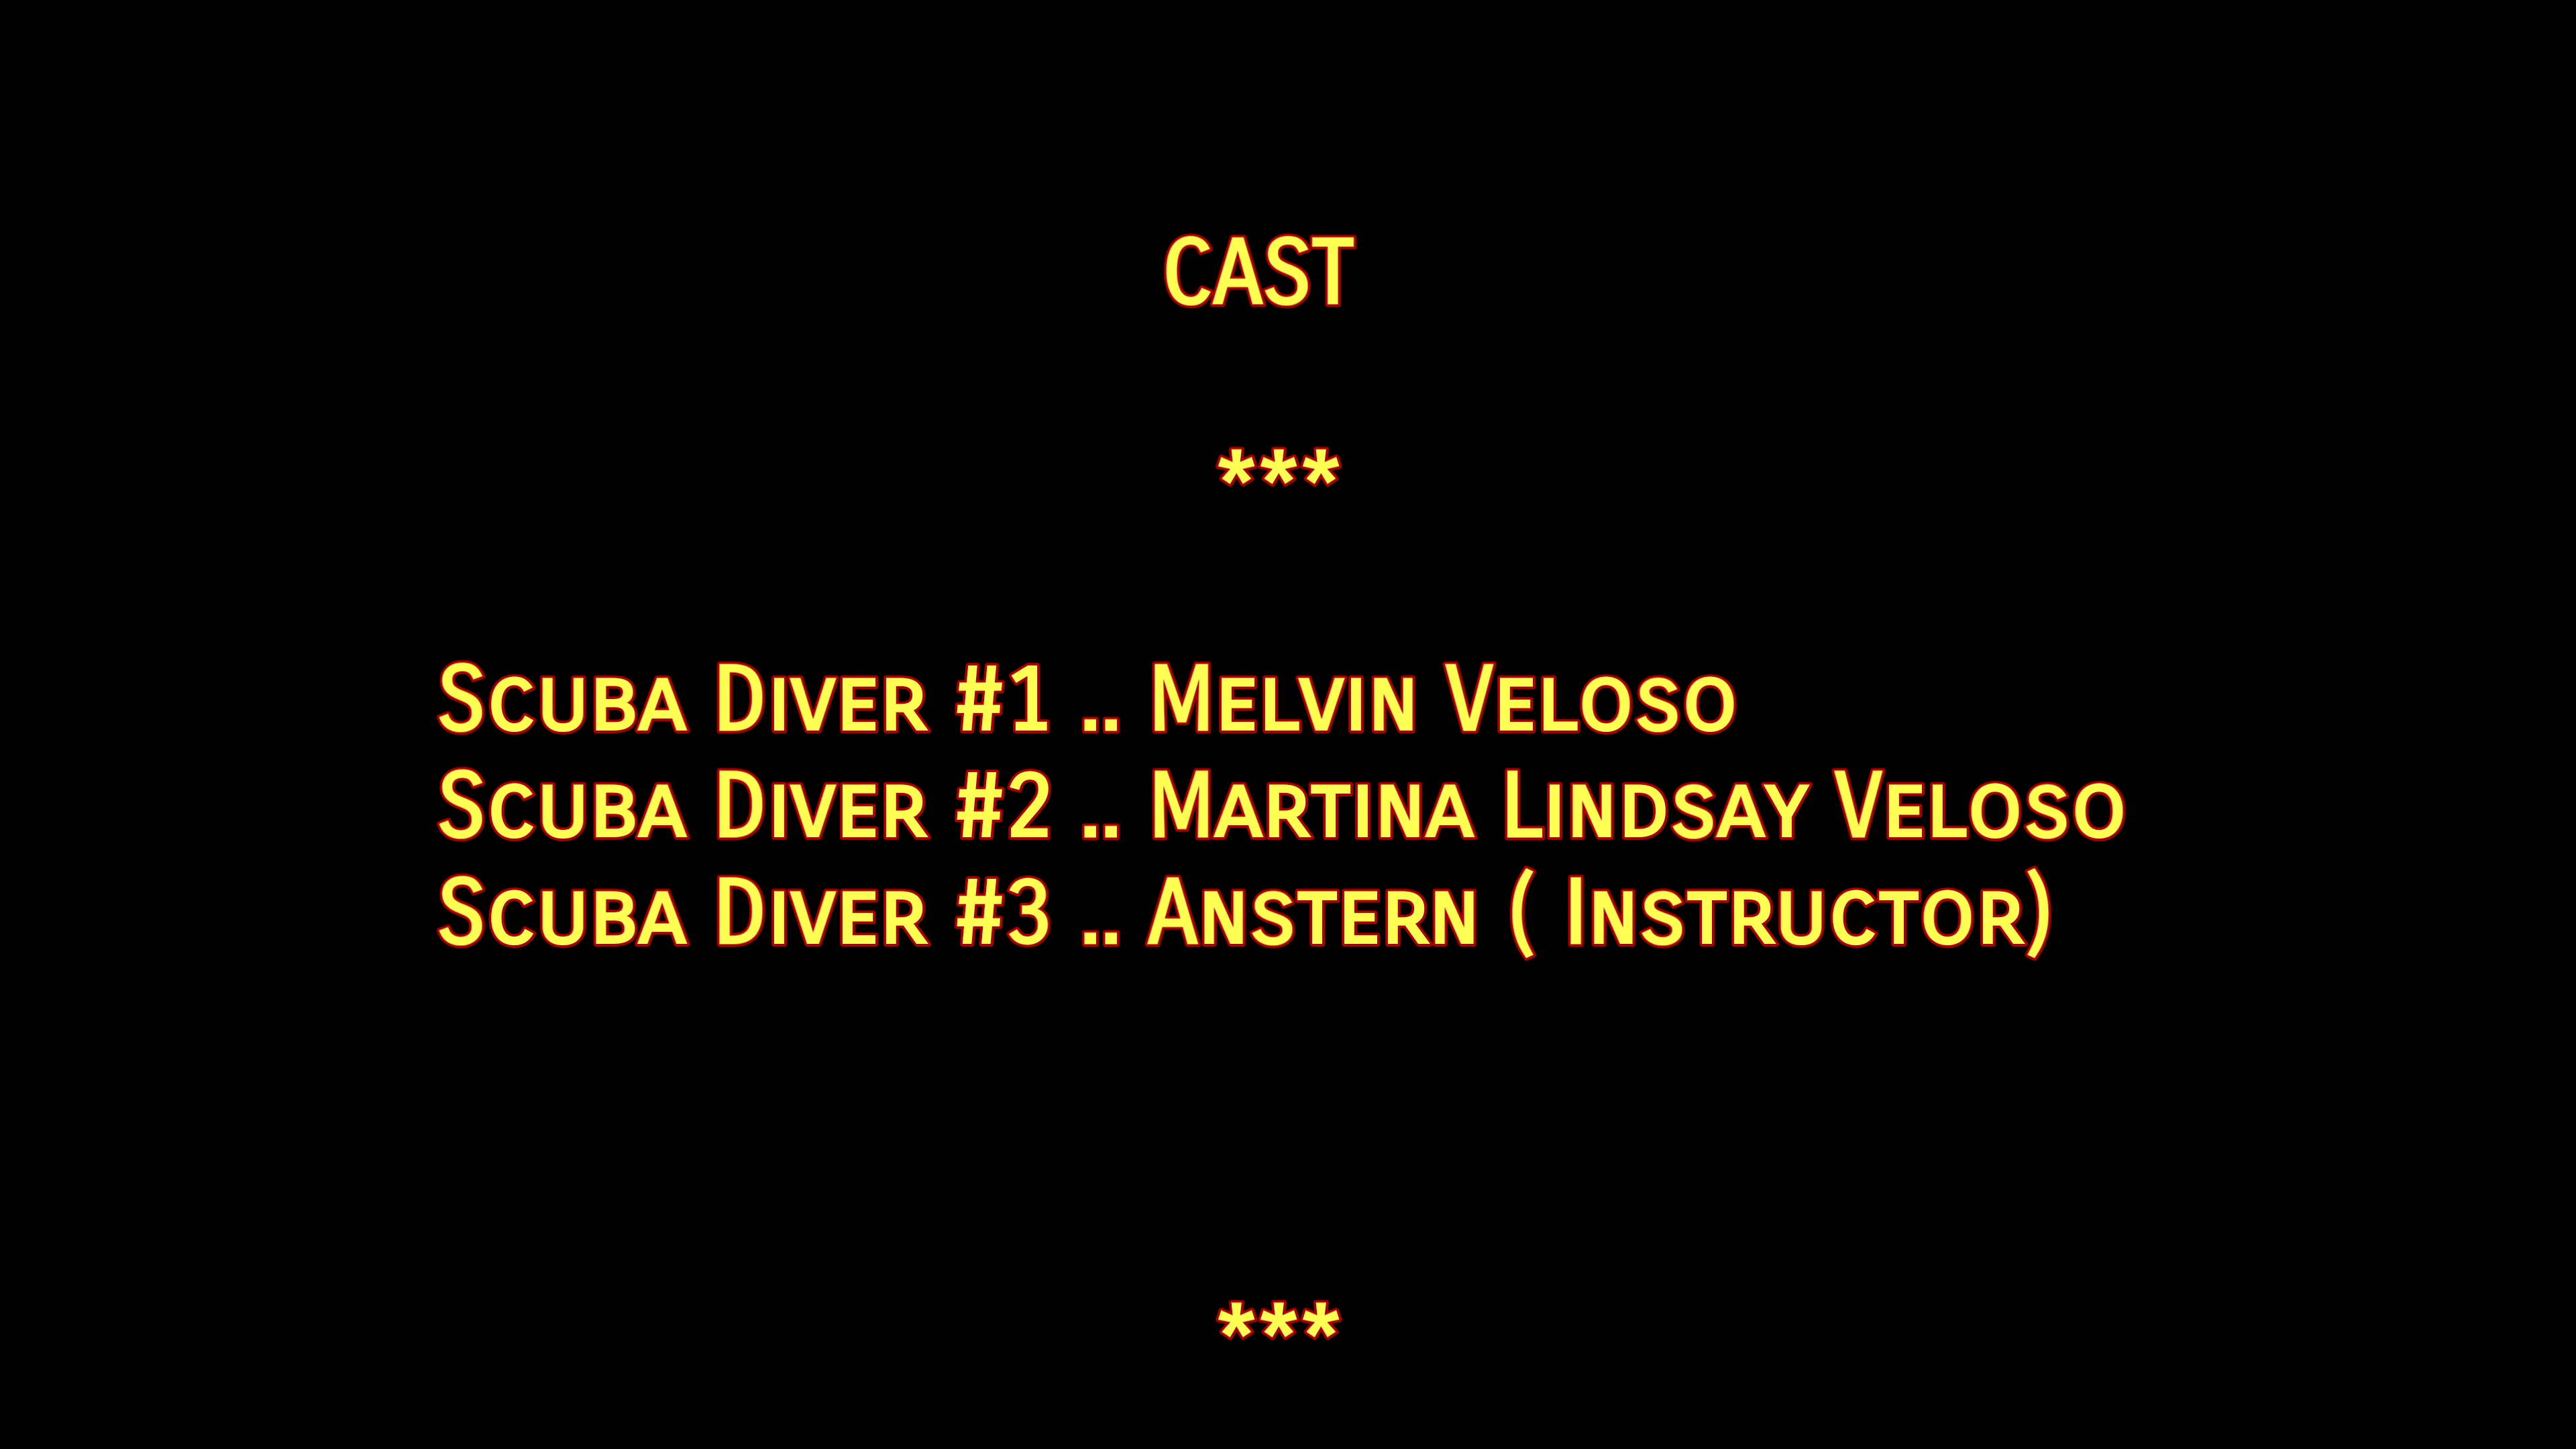 CAST
***
Scuba Diver #1 .. Melvin Veloso
Scuba Diver #2 .. Martina Lindsay Veloso
Scuba Diver #3 .. Anstern ( Instructor)
***